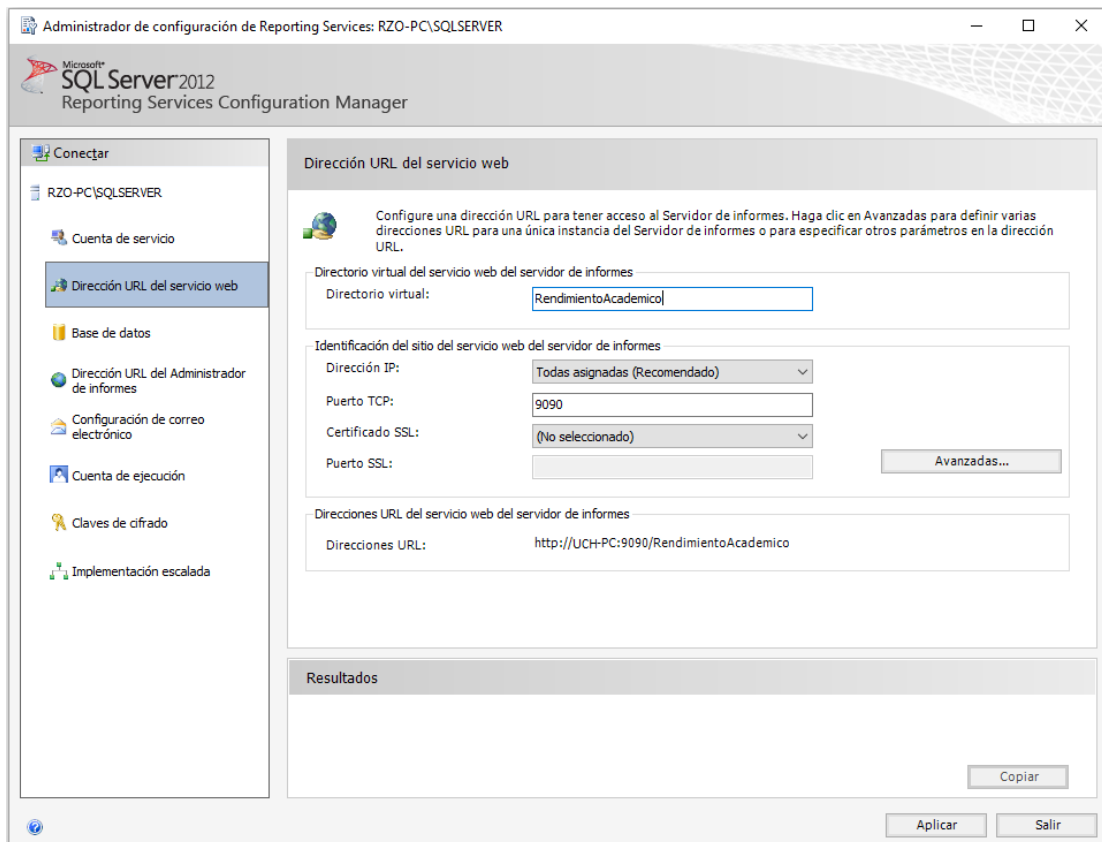 Administrador de configuración de Reporting Services: RZO-PC\SQLSERVER
Microsoft®
SQL Server 2012
Reporting Services Configuration Manager
Conectar
RZO-PC\SQLSERVER
Cuenta de servicio
Dirección URL del servicio web
Base de datos
Dirección URL del Administrador
de informes
Configuración de correo
electrónico
Cuenta de ejecución
Claves de cifrado
Implementación escalada
Dirección URL del servicio web
Configure una dirección URL para tener acceso al Servidor de informes. Haga clic en Avanzadas para definir varias
direcciones URL para una única instancia del Servidor de informes o para especificar otros parámetros en la dirección
URL.
Directorio virtual del servicio web del servidor de informes
Directorio virtual: RendimientoAcademico
Identificación del sitio del servicio web del servidor de informes
Dirección IP: Todas asignadas (Recomendado)
Puerto TCP: 9090
Certificado SSL: (No seleccionado)
Puerto SSL:
Avanzadas...
Direcciones URL del servicio web del servidor de informes
Direcciones URL: http://UCH-PC:9090/RendimientoAcademico
Resultados
Copiar
Aplicar Salir